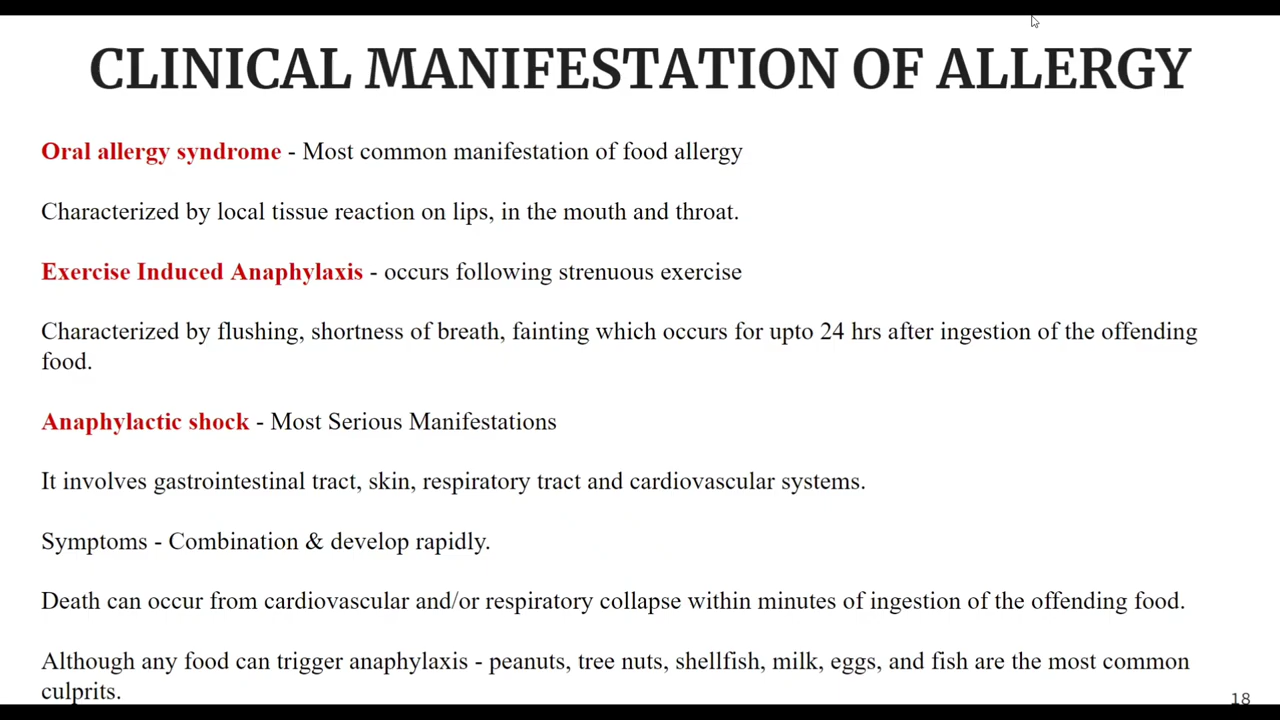 CLINICAL MANIFESTATION OF ALLERGY
Oral allergy syndrome - Most common manifestation of food allergy
Characterized by local tissue reaction on lips, in the mouth and throat.
Exercise Induced Anaphylaxis - occurs following strenuous exercise
Characterized by flushing, shortness of breath, fainting which occurs for upto 24 hrs after ingestion of the offending
food.
Anaphylactic shock - Most Serious Manifestations
It involves gastrointestinal tract, skin, respiratory tract and cardiovascular systems.
Symptoms - Combination & develop rapidly.
Death can occur from cardiovascular and/or respiratory collapse within minutes of ingestion of the offending food.
Although any food can trigger anaphylaxis - peanuts, tree nuts, shellfish, milk, eggs, and fish are the most common
culprits.
18